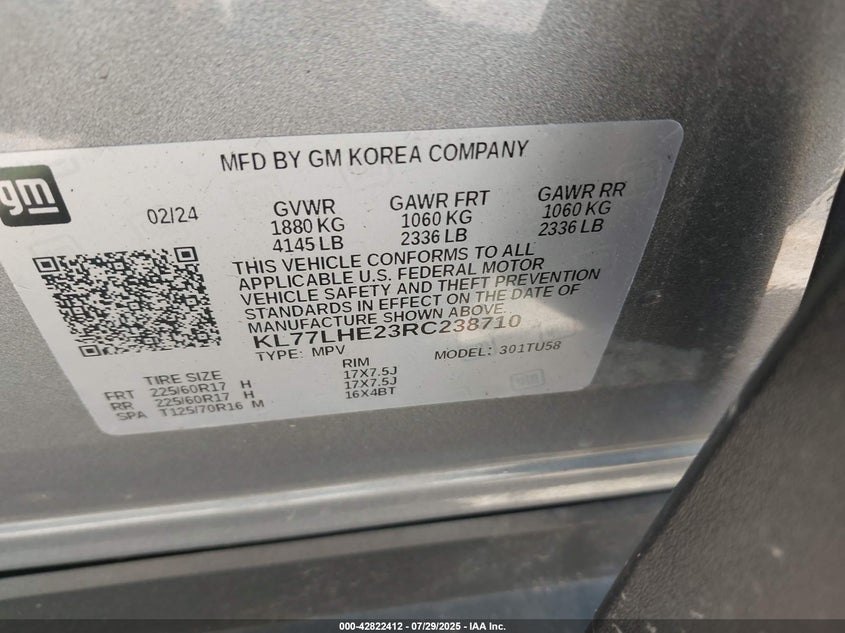 MFD BY GM KOREA COMPANY
gm
02/24
GVWR
1880 KG
4145 LB
GAWR FRT
1060 KG
2336 LB
GAWR RR
1060 KG
2336 LB
THIS VEHICLE CONFORMS TO ALL
APPLICABLE U.S. FEDERAL MOTOR
VEHICLE SAFETY AND THEFT PREVENTION
STANDARDS IN EFFECT ON THE DATE OF
MANUFACTURE SHOWN ABOVE.
KL77LHE23RC238710
TYPE: MPV MODEL: 301TU58
TIRE SIZE RIM
FRT 225/60R17 H 17X7.5J
RR 225/60R17 H 17X7.5J
SPA T125/70R16 M 16X4BT
000-42822412 - 07/29/2025 - IAA Inc.